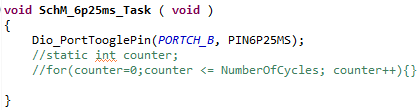 void SchM_6p25ms_Task ( void )
{
Dio_PortTooglePin(PORTCH_B, PIN6P25MS);
//static int counter;
//for(counter=0;counter <= NumberOfCycles; counter++){}
}